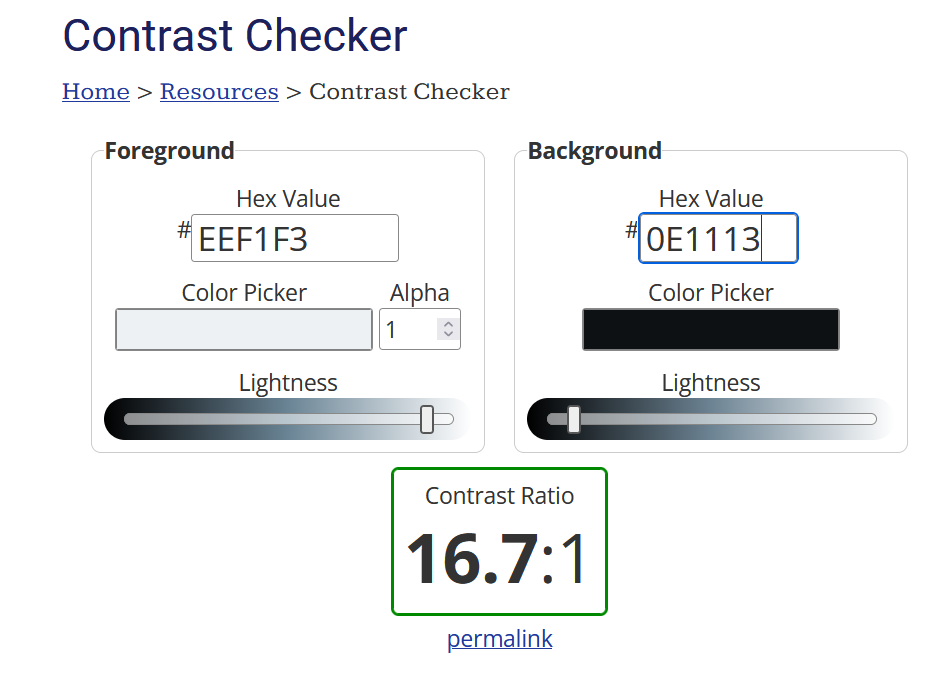 Contrast Checker
Home > Resources > Contrast Checker
Foreground
Hex Value
#EEF1F3
Color Picker
Alpha
1
Lightness
Background
Hex Value
#0E1113
Color Picker
Lightness
Contrast Ratio
16.7:1
permalink